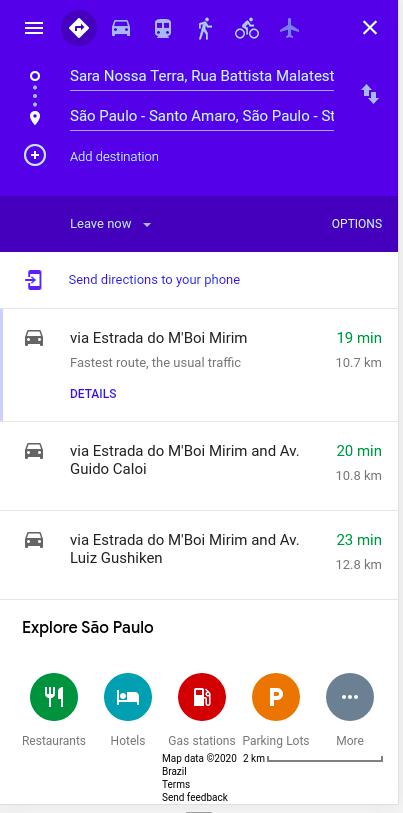 Sara Nossa Terra, Rua Battista Malatest
São Paulo - Santo Amaro, São Paulo - St
Add destination
Leave now
OPTIONS
Send directions to your phone
via Estrada do M'Boi Mirim 19 min
Fastest route, the usual traffic 10.7 km
DETAILS
via Estrada do M'Boi Mirim and Av. 20 min
Guido Caloi 10.8 km
via Estrada do M'Boi Mirim and Av. 23 min
Luiz Gushiken 12.8 km
Explore São Paulo
P
Restaurants Hotels Gas stations Parking Lots More
Map data ©2020 2 km
Brazil
Terms
Send feedback